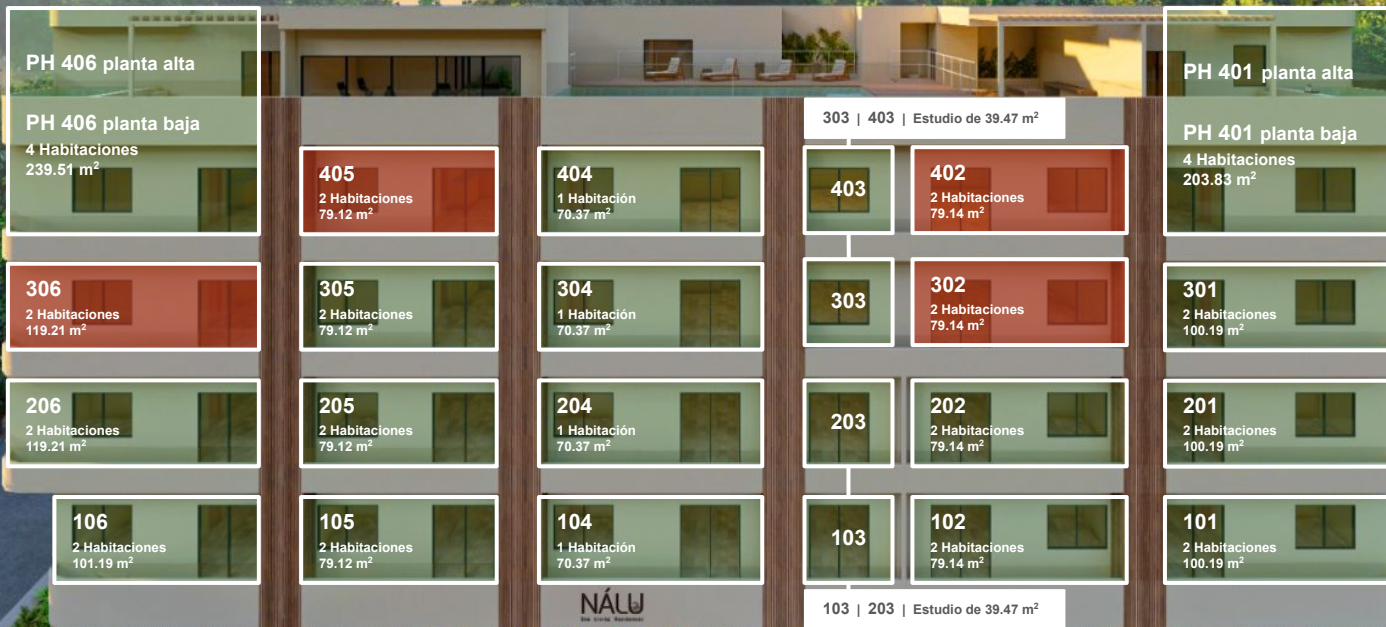 PH 406 planta alta
PH 406 planta baja
4 Habitaciones
239.51 m²
PH 401 planta alta
PH 401 planta baja
4 Habitaciones
203.83 m²
303 | 403 | Estudio de 39.47 m²
405
2 Habitaciones
79.12 m²
404
1 Habitación
70.37 m²
403
402
2 Habitaciones
79.14 m²
306
2 Habitaciones
119.21 m²
305
2 Habitaciones
79.12 m²
304
1 Habitación
70.37 m²
303
302
2 Habitaciones
79.14 m²
301
2 Habitaciones
100.19 m²
206
2 Habitaciones
119.21 m²
205
2 Habitaciones
79.12 m²
204
1 Habitación
70.37 m²
203
202
2 Habitaciones
79.14 m²
201
2 Habitaciones
100.19 m²
106
2 Habitaciones
101.19 m²
105
2 Habitaciones
79.12 m²
104
1 Habitación
70.37 m²
103
102
2 Habitaciones
79.14 m²
101
2 Habitaciones
100.19 m²
NÁLU
103 | 203 | Estudio de 39.47 m²